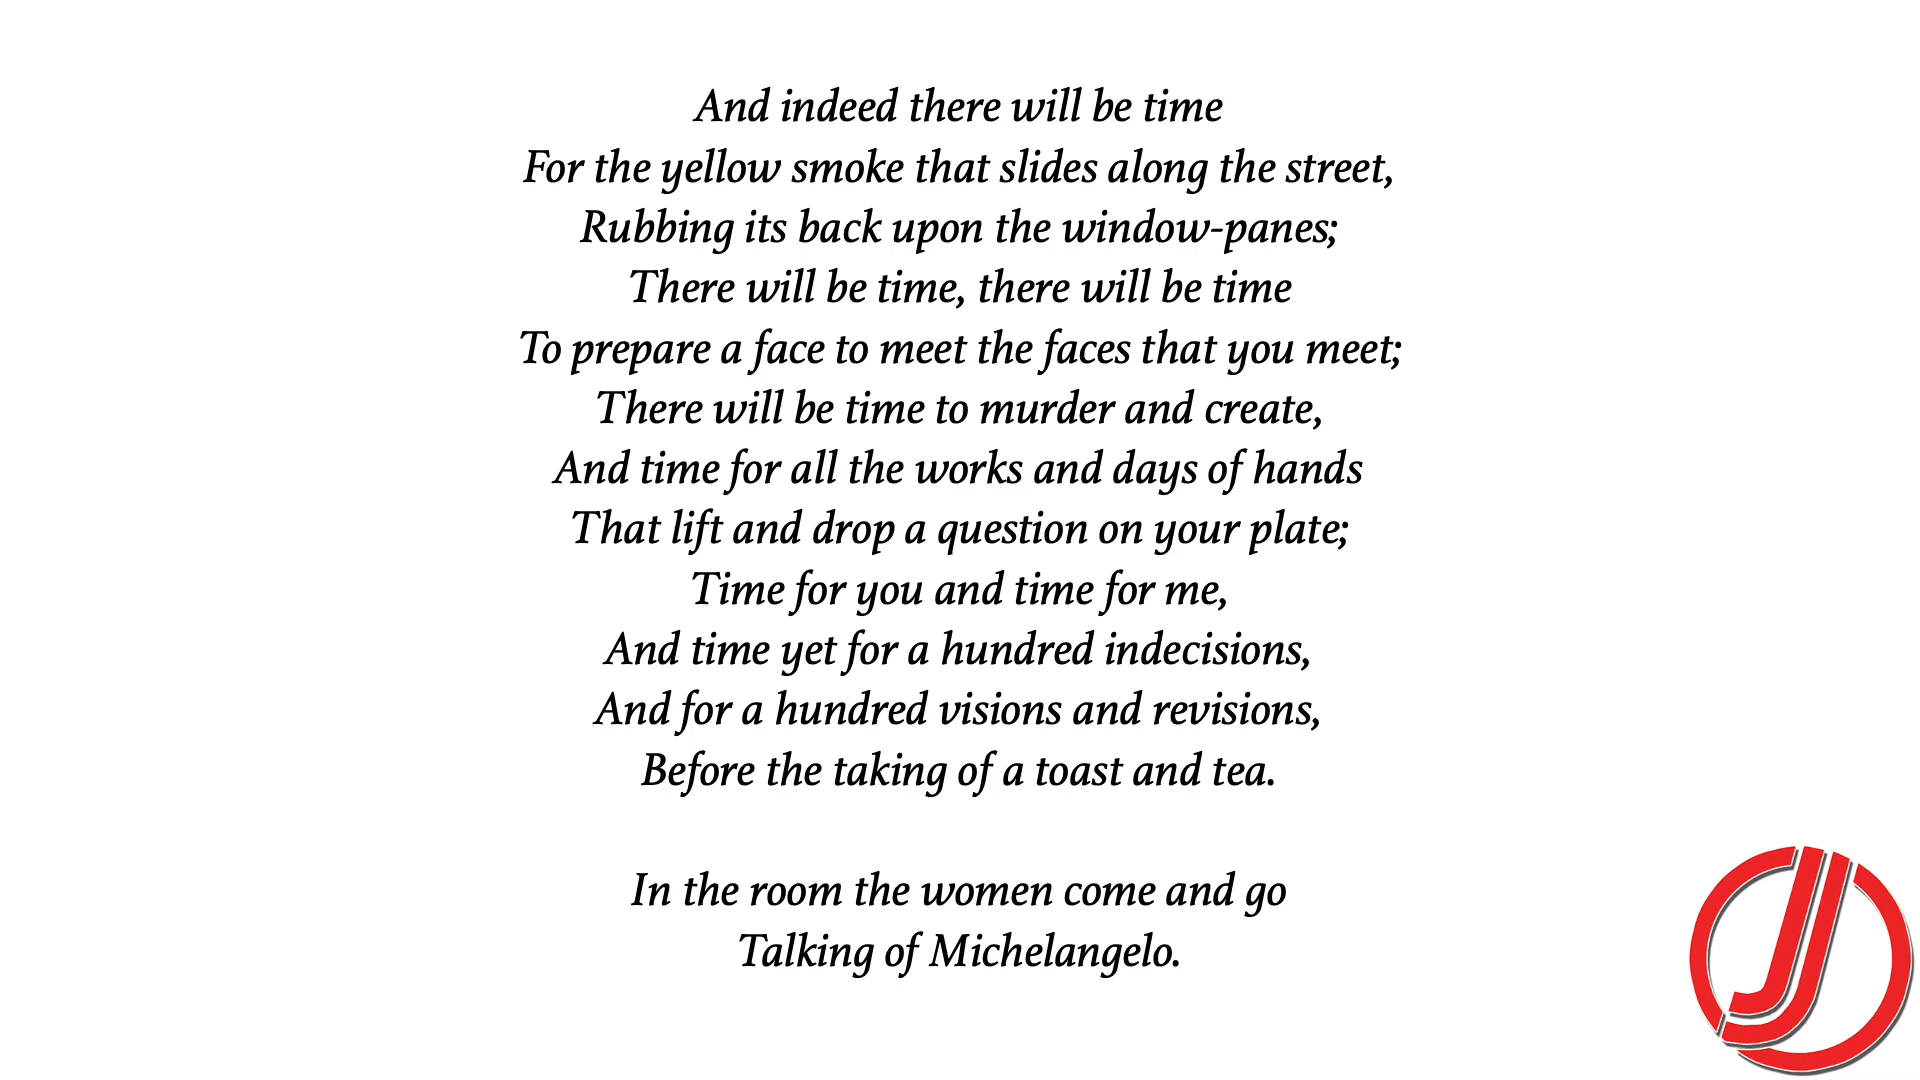 And indeed there will be time
For the yellow smoke that slides along the street,
Rubbing its back upon the window-panes;
There will be time, there will be time
To prepare a face to meet the faces that you meet;
There will be time to murder and create,
And time for all the works and days of hands
That lift and drop a question on your plate;
Time for you and time for me,
And time yet for a hundred indecisions,
And for a hundred visions and revisions,
Before the taking of a toast and tea.

In the room the women come and go
Talking of Michelangelo.